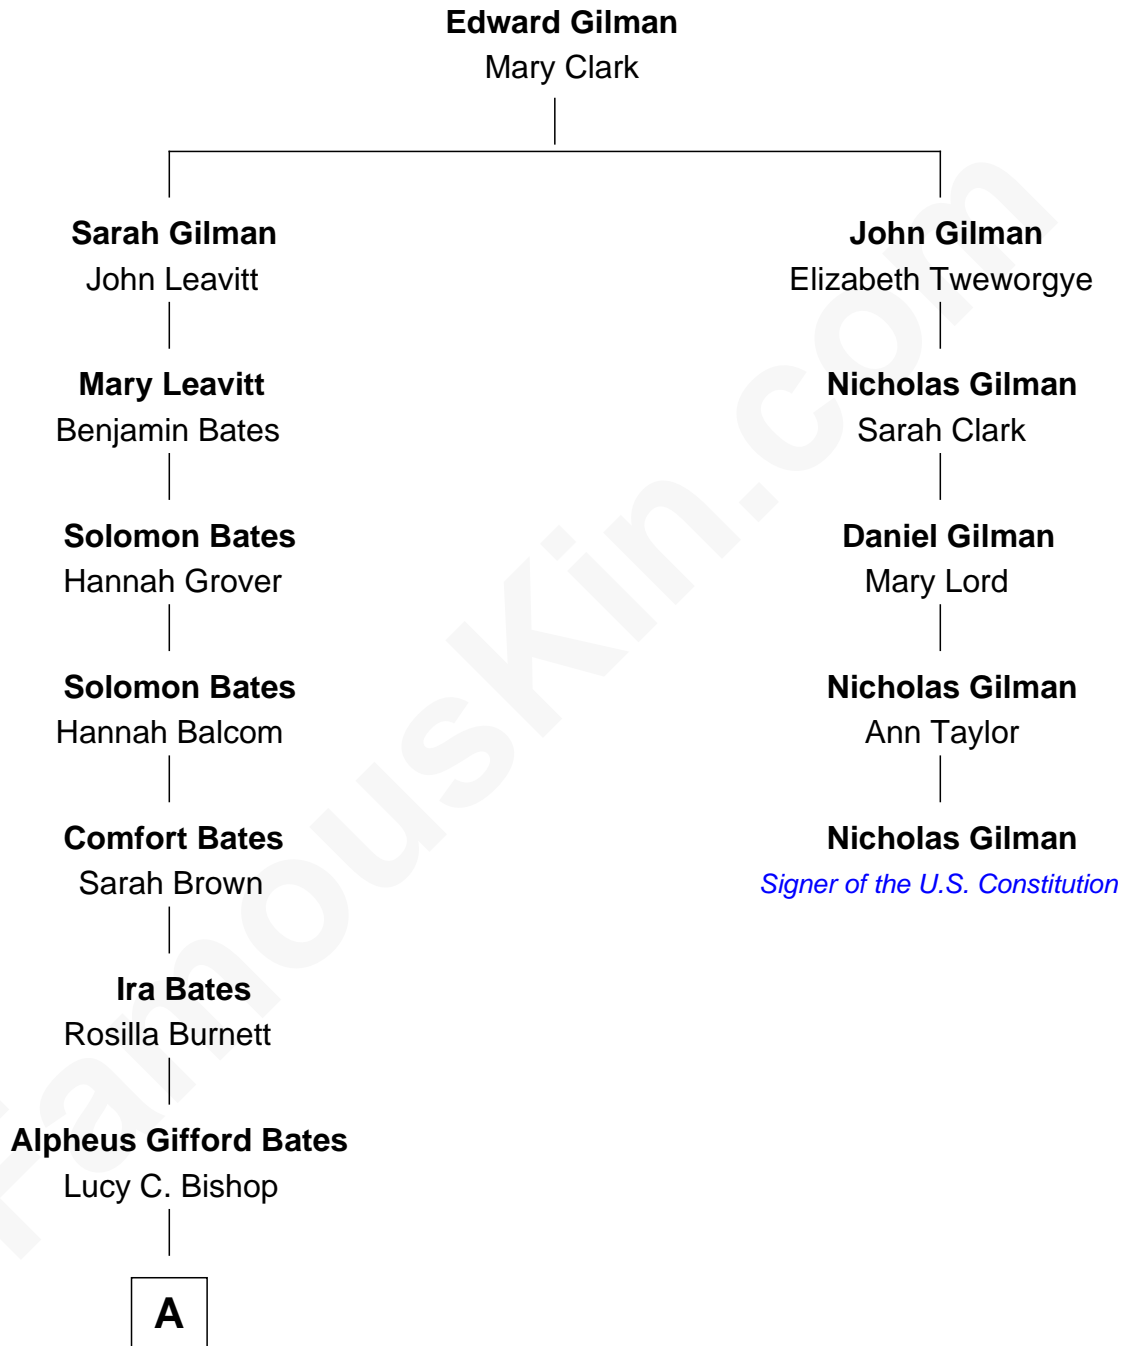 Edward Gilman
Mary Clark
Sarah Gilman
John Leavitt
John Gilman
Elizabeth Tweworgye
Mary Leavitt
Benjamin Bates
Nicholas Gilman
Sarah Clark
Solomon Bates
Hannah Grover
Daniel Gilman
Mary Lord
Solomon Bates
Hannah Balcom
Nicholas Gilman
Ann Taylor
Comfort Bates
Sarah Brown
Nicholas Gilman
Signer of the U.S. Constitution
Ira Bates
Rosilla Burnett
Alpheus Gifford Bates
Lucy C. Bishop
A
FamousKin.com